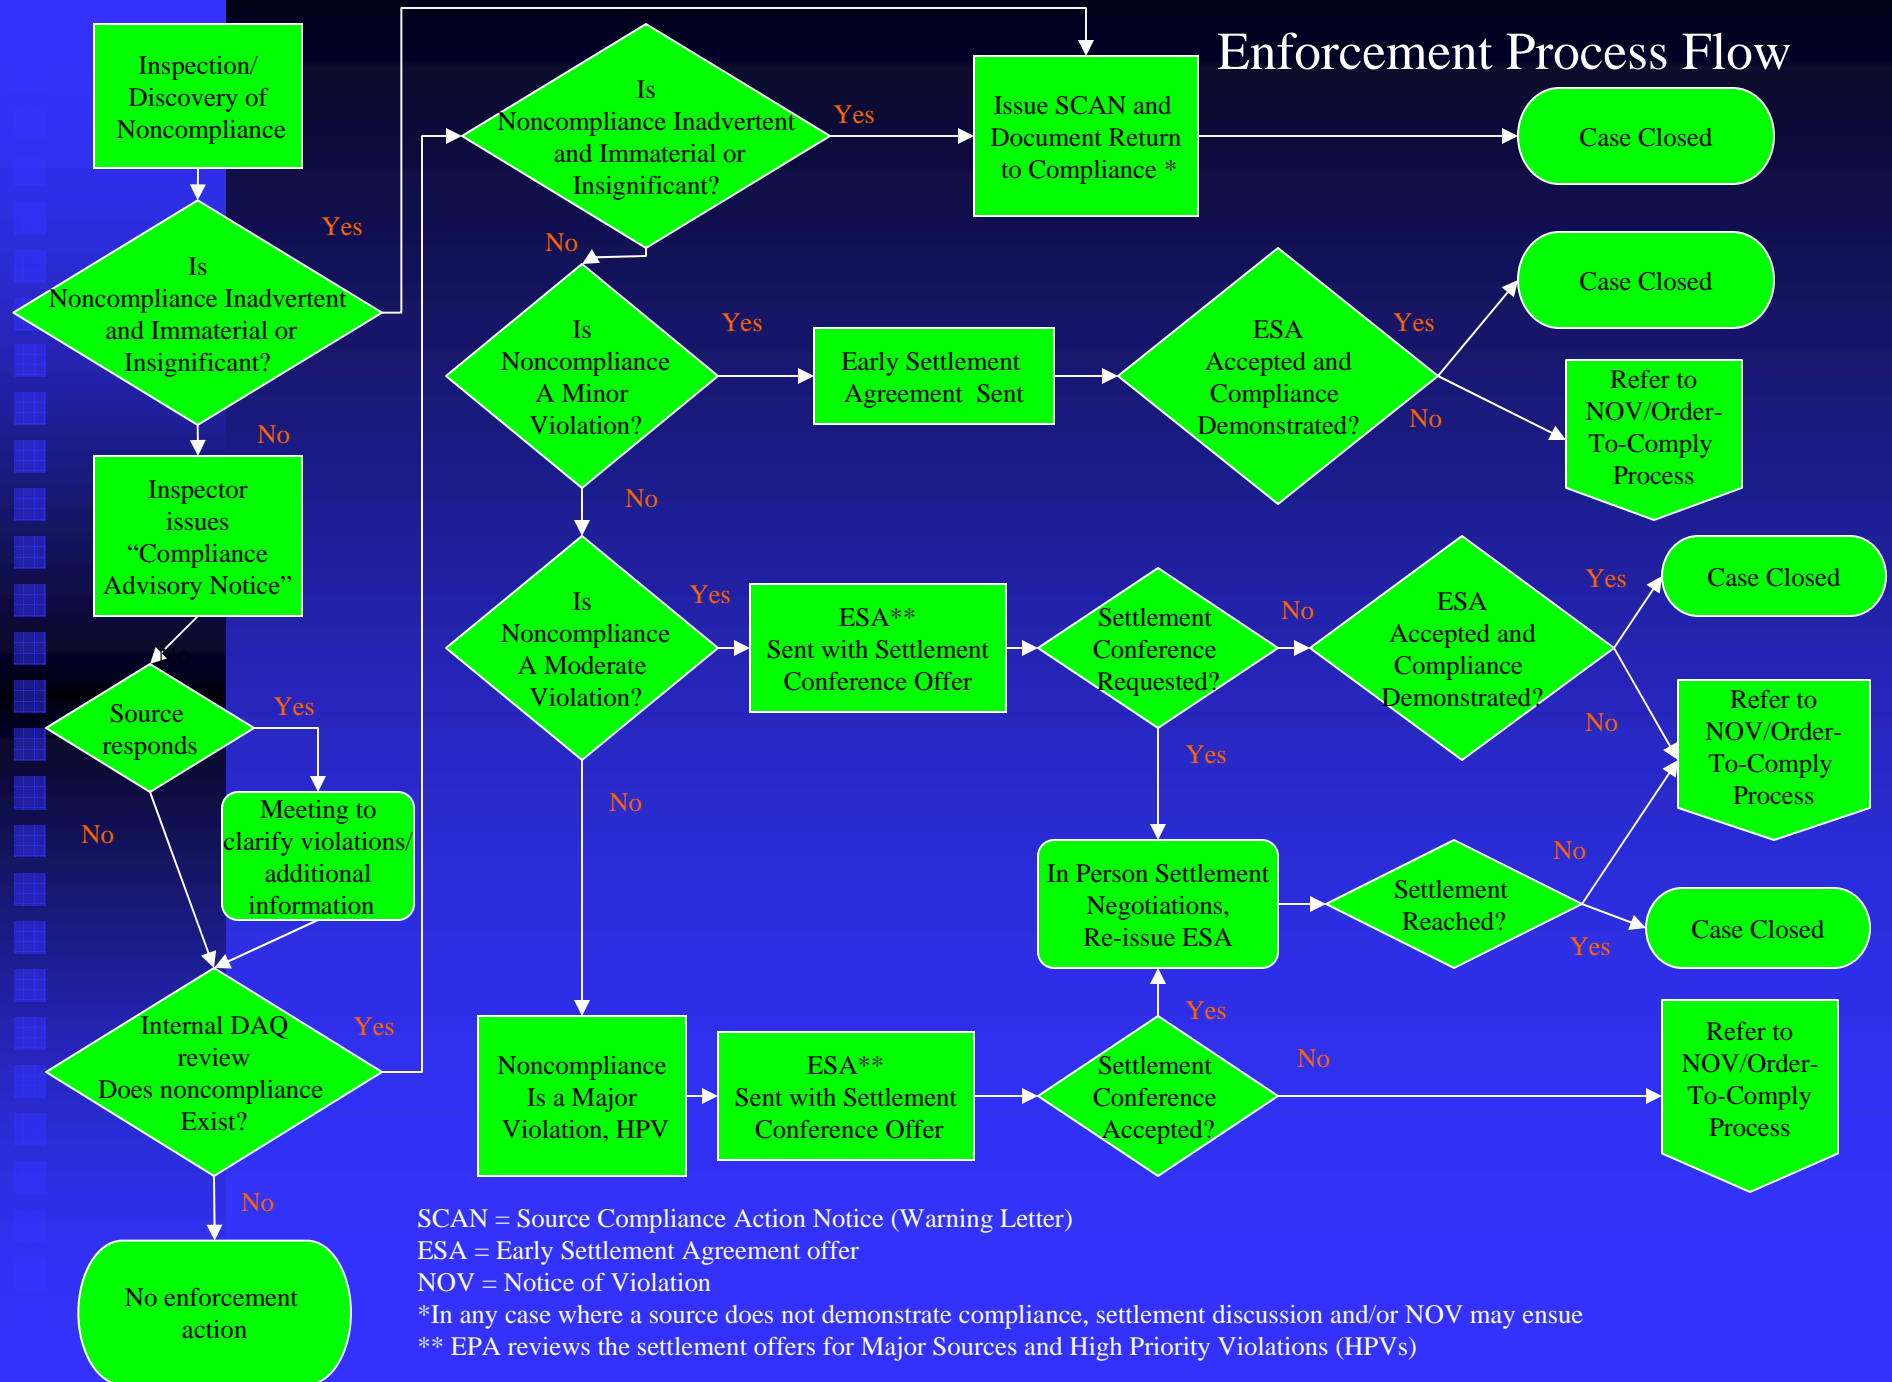 Enforcement Process Flow
Inspection/
Discovery of
Noncompliance
Is
Noncompliance Inadvertent
and Immaterial or
Insignificant?
Yes
No
Inspector
issues
“Compliance
Advisory Notice”
No
Source
responds
Yes
No
Meeting to
clarify violations/
additional
information
Internal DAQ
review
Does noncompliance
Exist?
Yes
No
No enforcement
action
Is
Noncompliance Inadvertent
and Immaterial or
Insignificant?
Yes
No
Issue SCAN and
Document Return
to Compliance *
Case Closed
Is
Noncompliance
A Minor
Violation?
Yes
No
Early Settlement
Agreement Sent
ESA
Accepted and
Compliance
Demonstrated?
Yes
No
Case Closed
Refer to
NOV/Order-
To-Comply
Process
Is
Noncompliance
A Moderate
Violation?
Yes
No
ESA**
Sent with Settlement
Conference Offer
Settlement
Conference
Requested?
No
Yes
ESA
Accepted and
Compliance
Demonstrated?
Yes
No
Case Closed
Refer to
NOV/Order-
To-Comply
Process
In Person Settlement
Negotiations,
Re-issue ESA
Settlement
Reached?
No
Yes
Case Closed
Noncompliance
Is a Major
Violation, HPV
ESA**
Sent with Settlement
Conference Offer
Settlement
Conference
Accepted?
Yes
No
Refer to
NOV/Order-
To-Comply
Process
SCAN = Source Compliance Action Notice (Warning Letter)
ESA = Early Settlement Agreement offer
NOV = Notice of Violation
*In any case where a source does not demonstrate compliance, settlement discussion and/or NOV may ensue
** EPA reviews the settlement offers for Major Sources and High Priority Violations (HPVs)